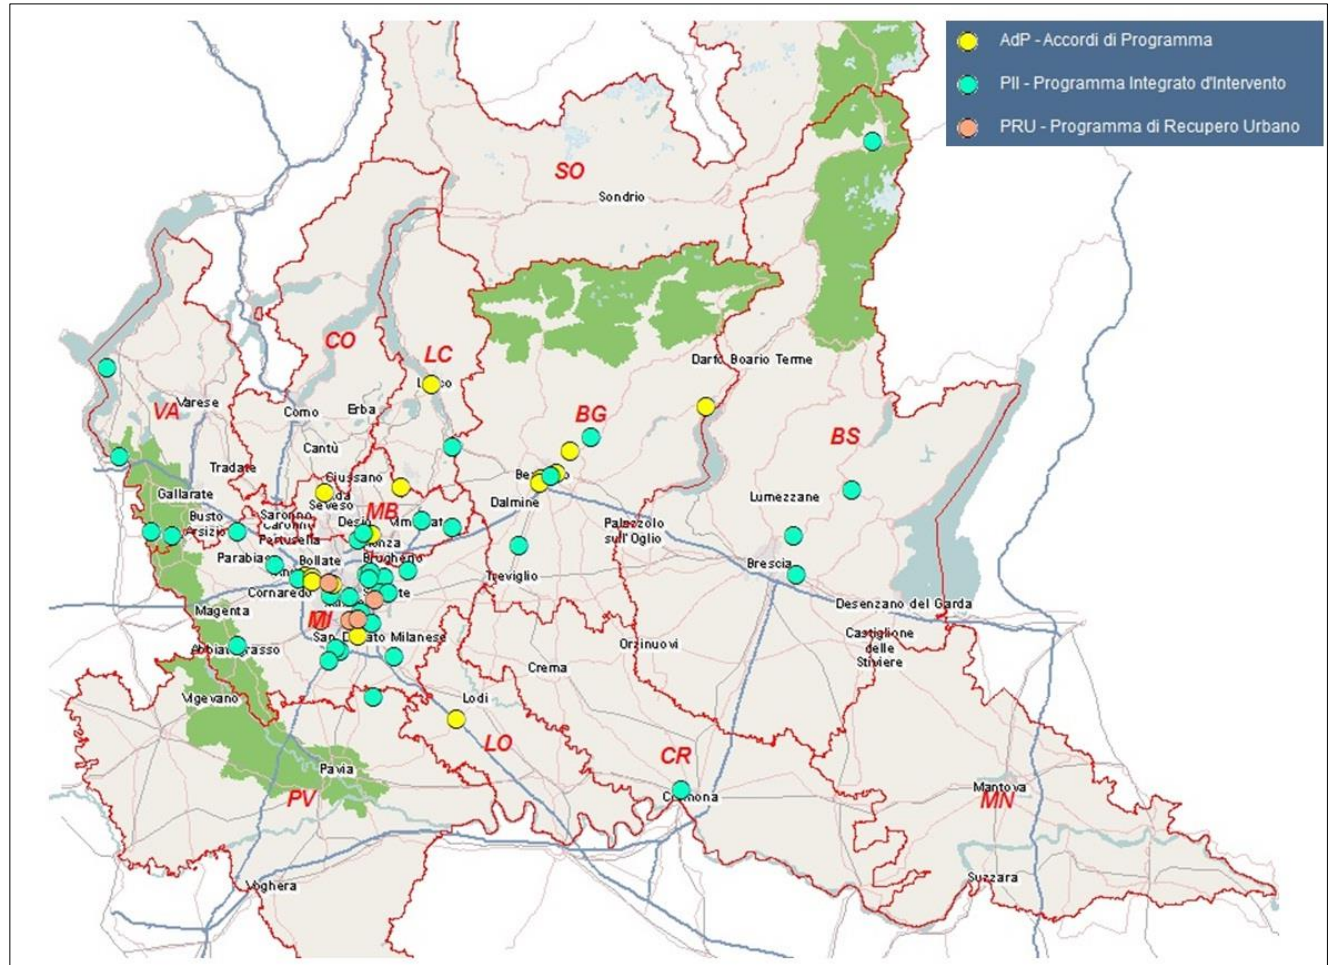 AdP - Accordi di Programma
PII - Programma Integrato d'Intervento
PRU - Programma di Recupero Urbano
SO
Sondrio
CO
LC
Darfo Boario Terme
VA
Varese
Como
Erba
BG
BS
Cantù
Tradate
Giussano
Lumezzane
Gallarate
Seveso
Dalmine
MB
Busto
Arsizio
Saronno
Desio
Palazzolo
sull'Oglio
Pertusella
Bollate
Brugherio
Brescia
Treviglio
Cornaredo
Magenta
Desenzano del Garda
MI
San Donato Milanese
Orzinuovi
Castiglione
delle
Stiviere
Crema
Vigevano
Lodi
LO
CR
Pavia
PV
Cremona
Mantova
MN
Suzzara
Voghera